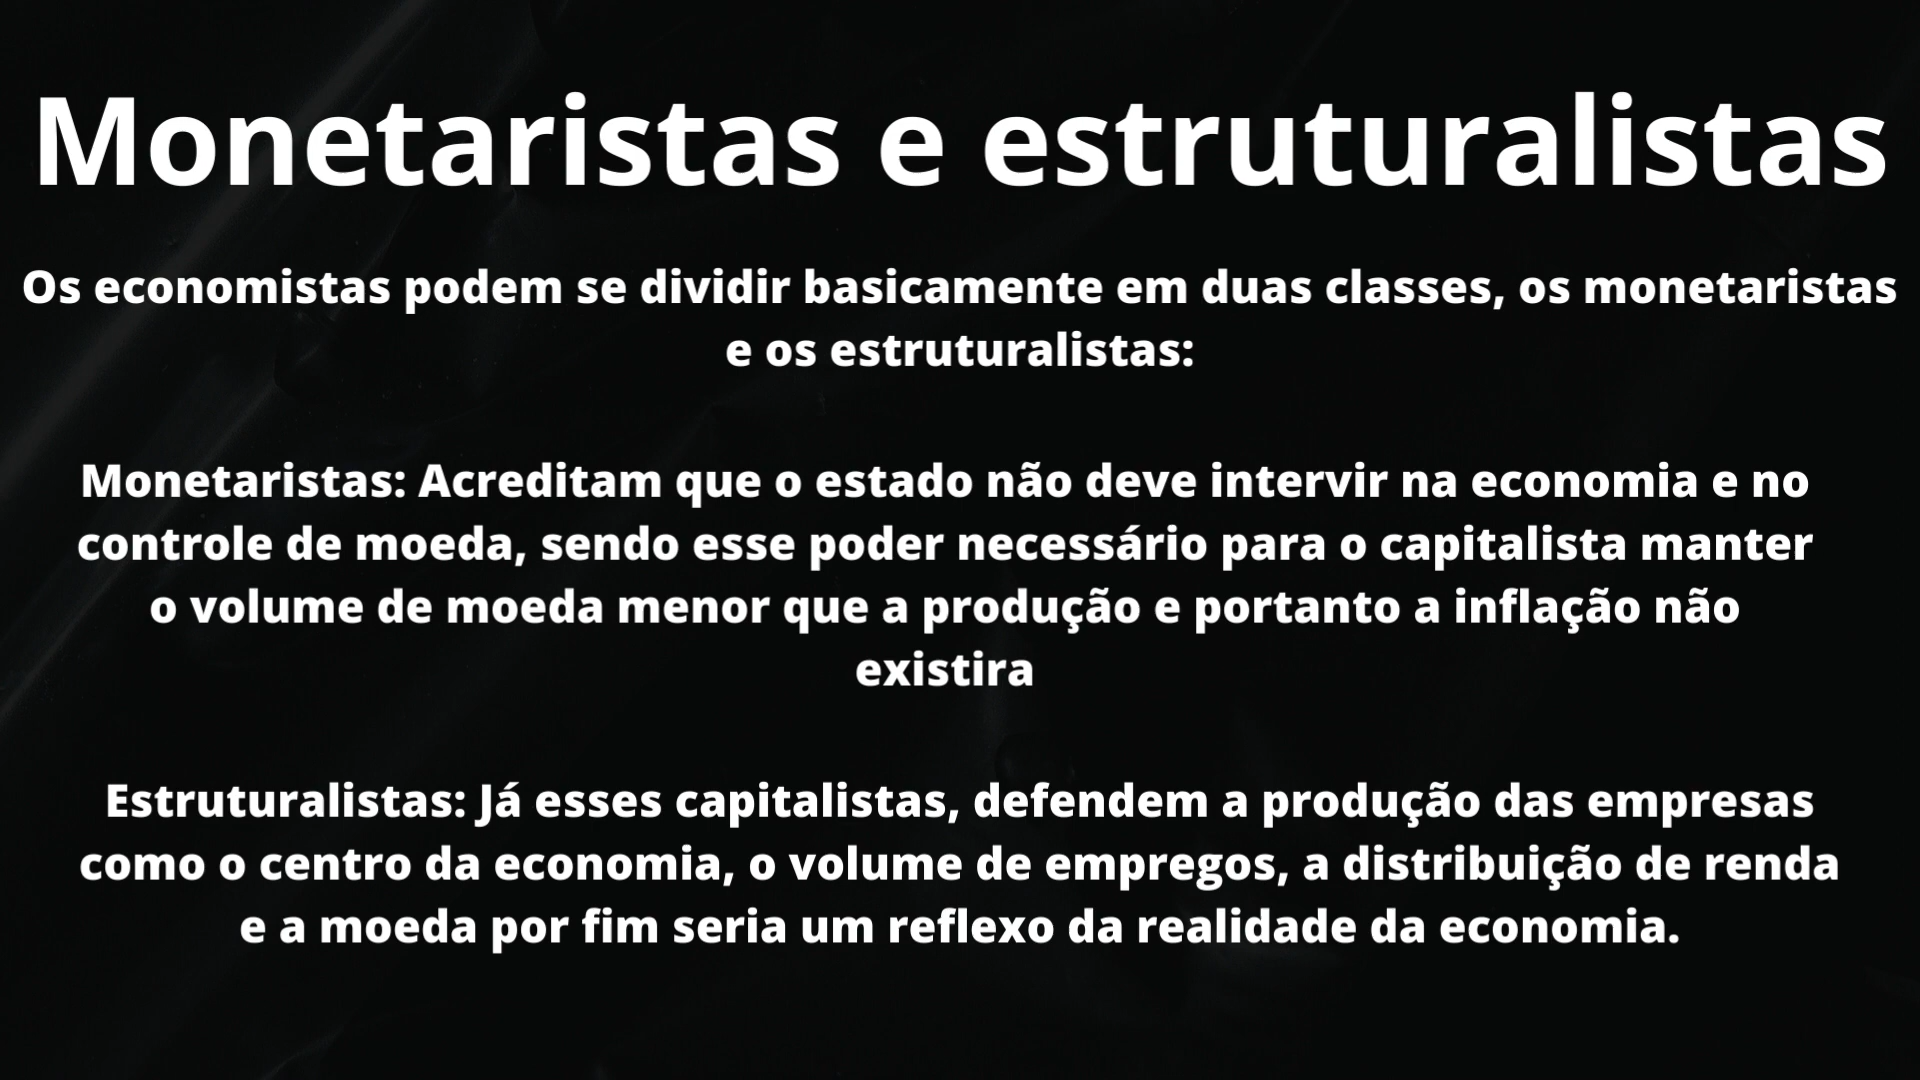 Monetaristas e estruturalistas
Os economistas podem se dividir basicamente em duas classes, os monetaristas
e os estruturalistas:
Monetaristas: Acreditam que o estado não deve intervir na economia e no
controle de moeda, sendo esse poder necessário para o capitalista manter
o volume de moeda menor que a produção e portanto a inflação não
existira
Estruturalistas: Já esses capitalistas, defendem a produção das empresas
como o centro da economia, o volume de empregos, a distribuição de renda
e a moeda por fim seria um reflexo da realidade da economia.